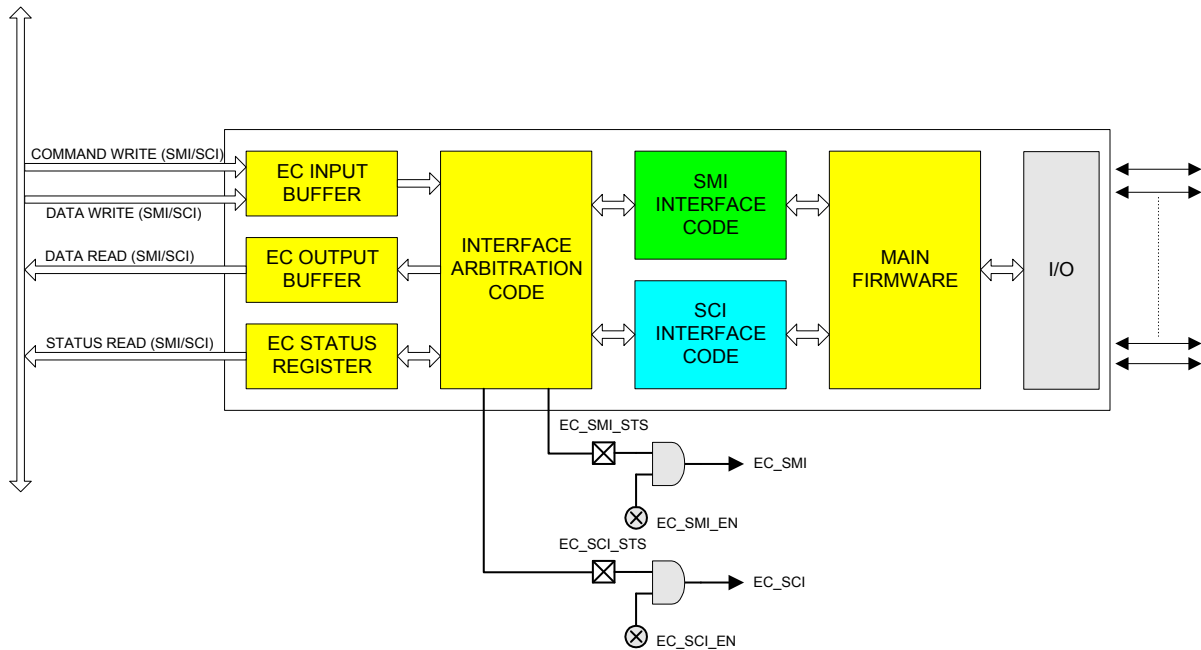 COMMAND WRITE (SMI/SCI)
DATA WRITE (SMI/SCI)
DATA READ (SMI/SCI)
STATUS READ (SMI/SCI)
EC INPUT
BUFFER
EC OUTPUT
BUFFER
EC STATUS
REGISTER
INTERFACE
ARBITRATION
CODE
SMI
INTERFACE
CODE
SCI
INTERFACE
CODE
MAIN
FIRMWARE
I/O
EC_SMI_STS
EC_SMI
EC_SMI_EN
EC_SCI_STS
EC_SCI
EC_SCI_EN